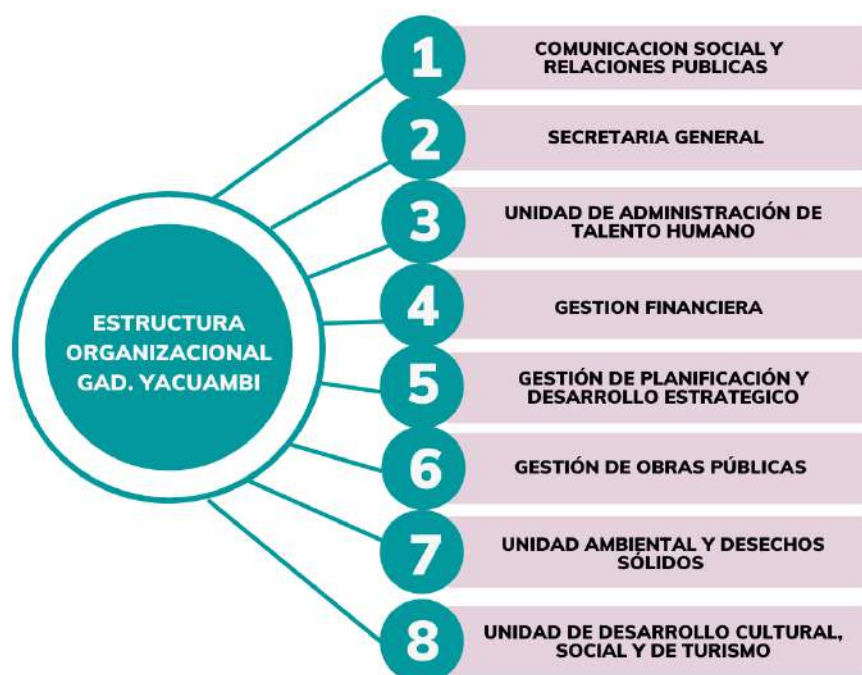 ESTRUCTURA
ORGANIZACIONAL
GAD. YACUAMBI
1
COMUNICACION SOCIAL Y
RELACIONES PUBLICAS
2
SECRETARIA GENERAL
3
UNIDAD DE ADMINISTRACIÓN DE
TALENTO HUMANO
4
GESTION FINANCIERA
5
GESTIÓN DE PLANIFICACIÓN Y
DESARROLLO ESTRATEGICO
6
GESTIÓN DE OBRAS PÚBLICAS
7
UNIDAD AMBIENTAL Y DESECHOS
SÓLIDOS
8
UNIDAD DE DESARROLLO CULTURAL,
SOCIAL Y DE TURISMO